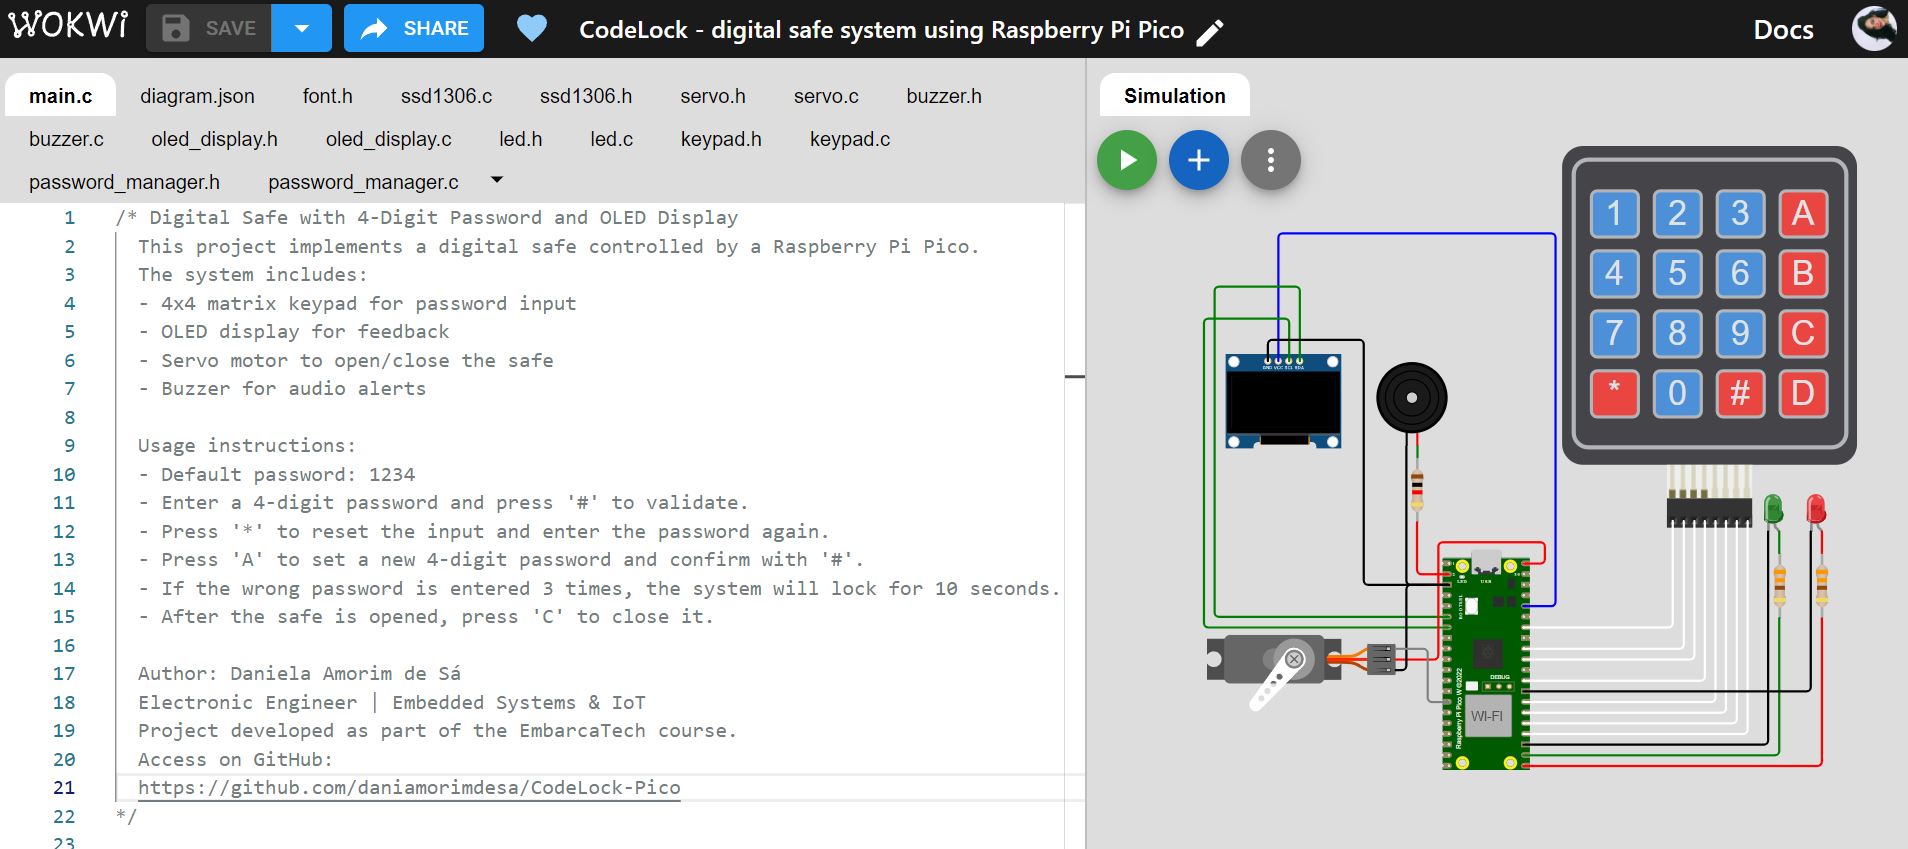 WOKWI SAVE SHARE CodeLock - digital safe system using Raspberry Pi Pico Docs
main.c diagram.json font.h ssd1306.c ssd1306.h servo.h servo.c buzzer.h
buzzer.c oled_display.h oled_display.c led.h led.c keypad.h keypad.c
password_manager.h password_manager.c
1 /* Digital Safe with 4-Digit Password and OLED Display
2 This project implements a digital safe controlled by a Raspberry Pi Pico.
3 The system includes:
4 - 4x4 matrix keypad for password input
5 - OLED display for feedback
6 - Servo motor to open/close the safe
7 - Buzzer for audio alerts
8
9 Usage instructions:
10 - Default password: 1234
11 - Enter a 4-digit password and press '#' to validate.
12 - Press '*' to reset the input and enter the password again.
13 - Press 'A' to set a new 4-digit password and confirm with '#'.
14 - If the wrong password is entered 3 times, the system will lock for 10 seconds.
15 - After the safe is opened, press 'C' to close it.
16
17 Author: Daniela Amorim de Sá
18 Electronic Engineer | Embedded Systems & IoT
19 Project developed as part of the EmbarcaTech course.
20 Access on GitHub:
21 https://github.com/daniamorimdesa/CodeLock-Pico
22 */
23
Simulation
1 2 3 A
4 5 6 B
7 8 9 C
* 0 # D
GND VCC SCL SDA
USB
DEBUG
Raspberry Pi Pico W ©2022
WI-FI